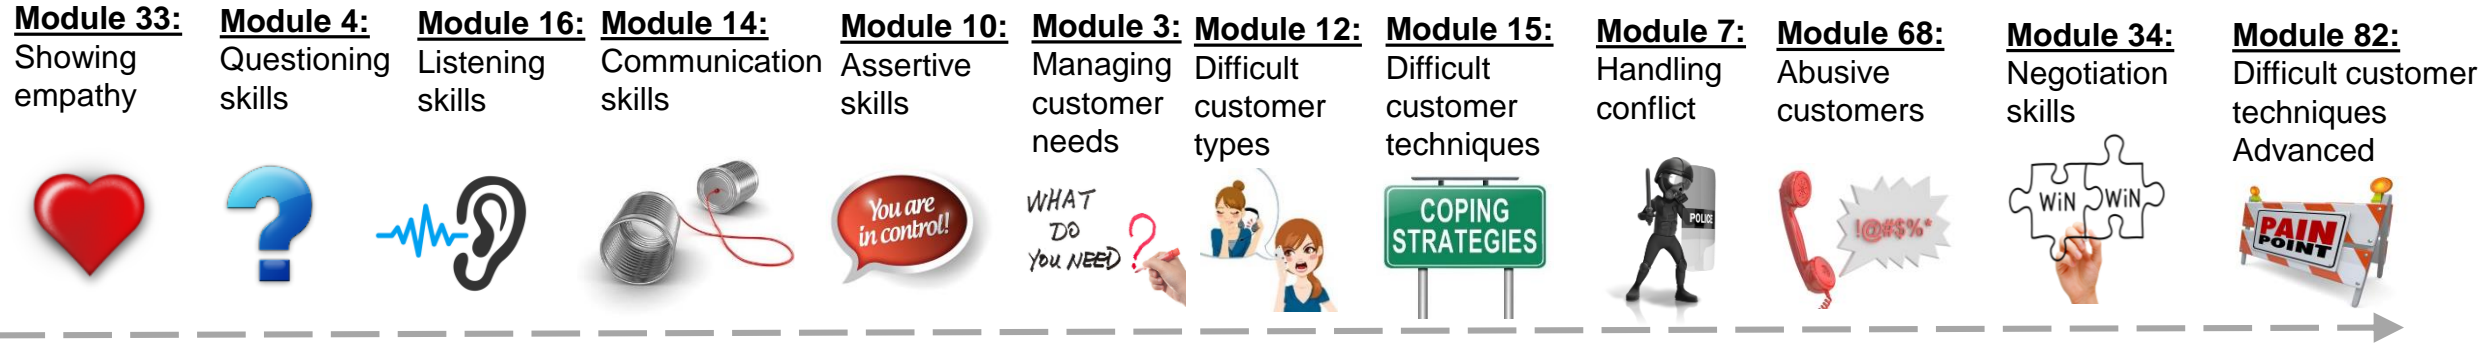 Module 33:
Showing
empathy
Module 4:
Questioning
skills
Module 16:
Listening
skills
Module 14:
Communication
skills
Module 10:
Assertive
skills
You are
in control!
Module 3:
Managing
customer
needs
WHAT
DO
YOU NEED?
Module 12:
Difficult
customer
types
Module 15:
Difficult
customer
techniques
COPING
STRATEGIES
Module 7:
Handling
conflict
POLICE
Module 68:
Abusive
customers
!@#$%*
Module 34:
Negotiation
skills
WiN WiN
Module 82:
Difficult customer
techniques
Advanced
PAIN
POINT